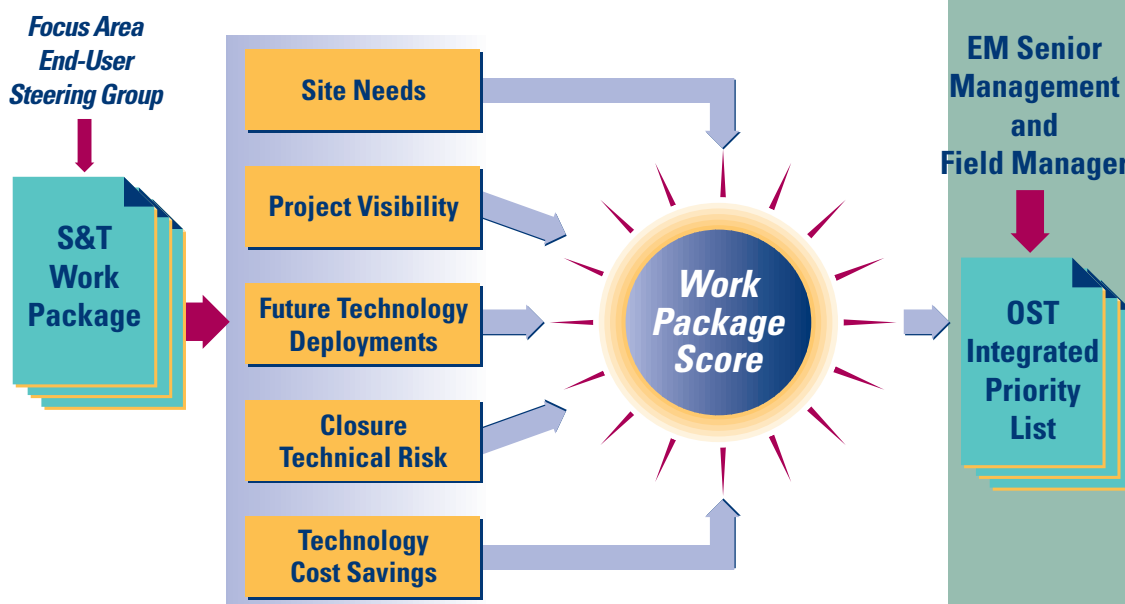 Focus Area
End-User
Steering Group
S&T
Work
Package
Site Needs
Project Visibility
Future Technology
Deployments
Closure
Technical Risk
Technology
Cost Savings
Work
Package
Score
EM Senior
Management
and
Field Manager
OST
Integrated
Priority
List